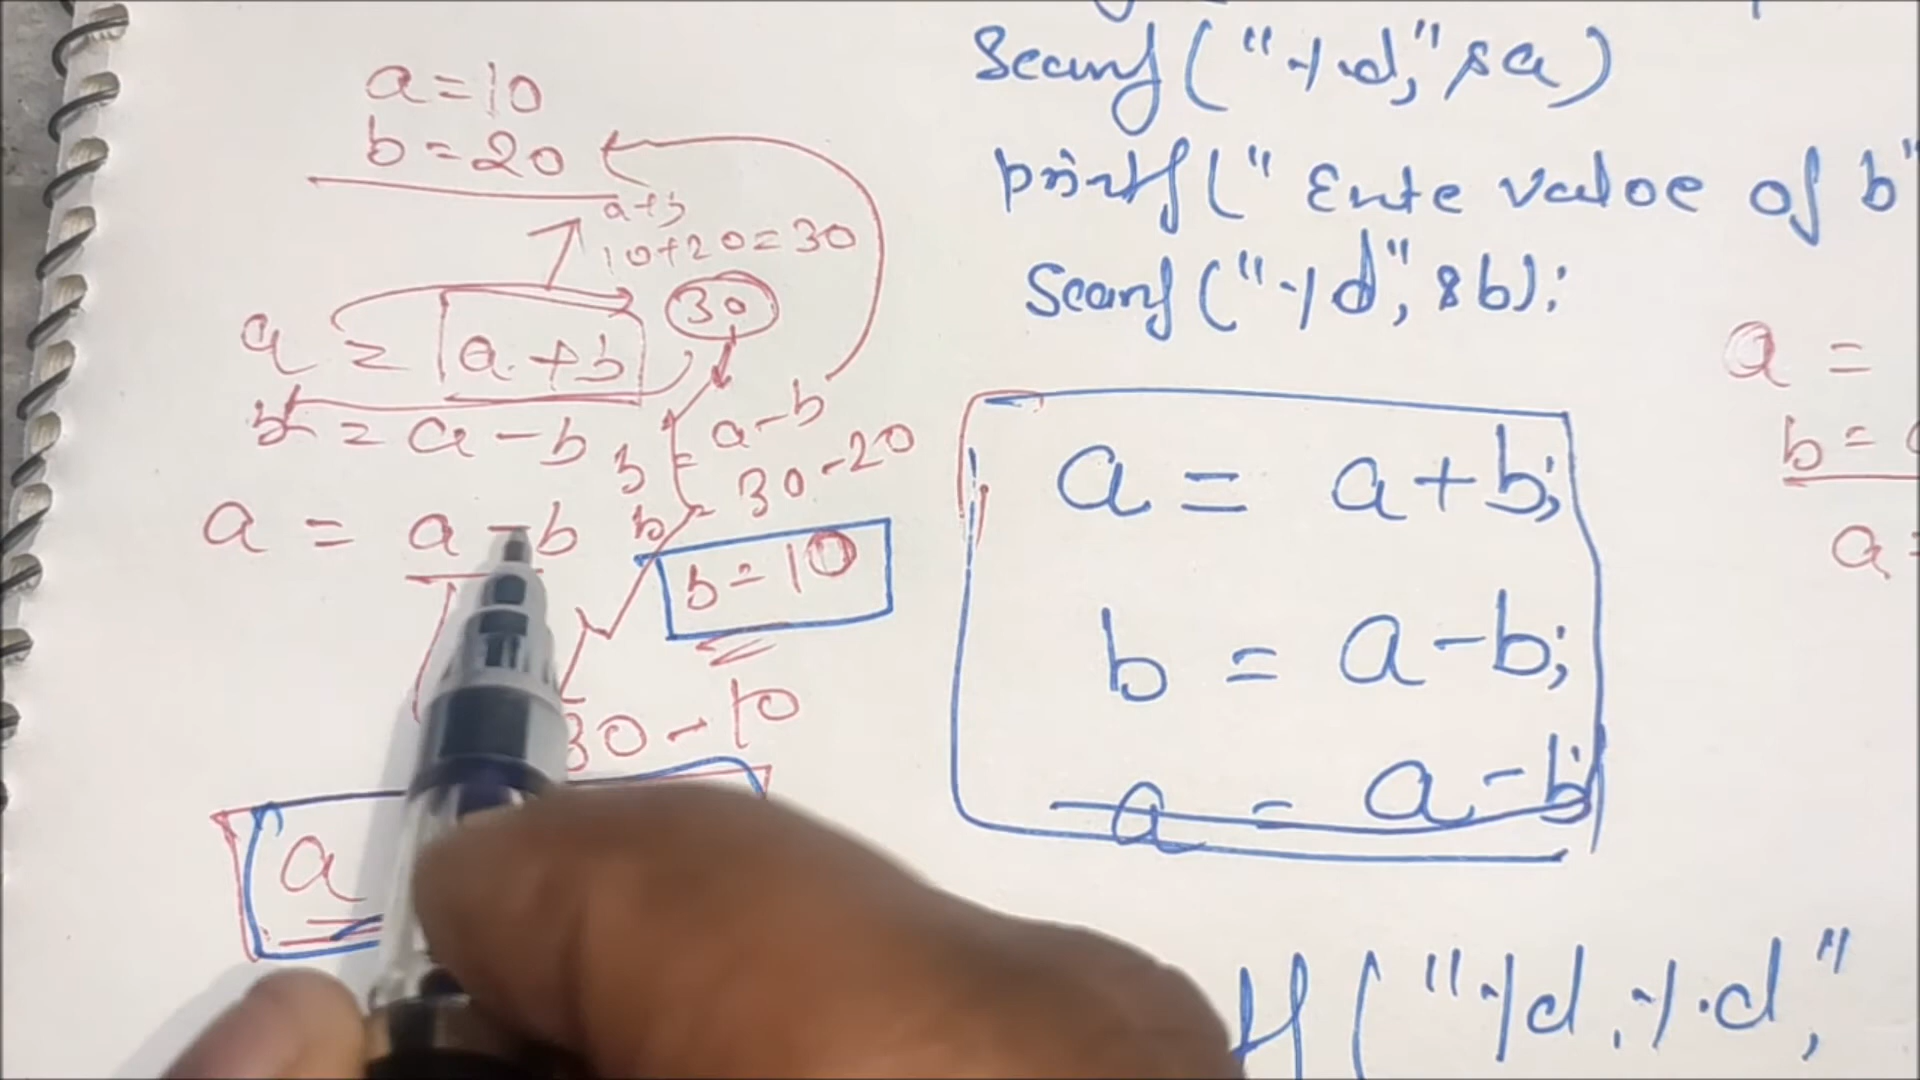 a=10
b=20
a+b
10+20=30
30
a = a+b
b = a-b
b = a-b
b = 30-20
a = a-b
b=10
30-10
a
Scanf("%d," &a)
printf(" Ente value of b"
Scanf("%d", &b);
a = a+b;
b = a-b;
a = a-b;
f("%d,%d,"
a =
b =
a =